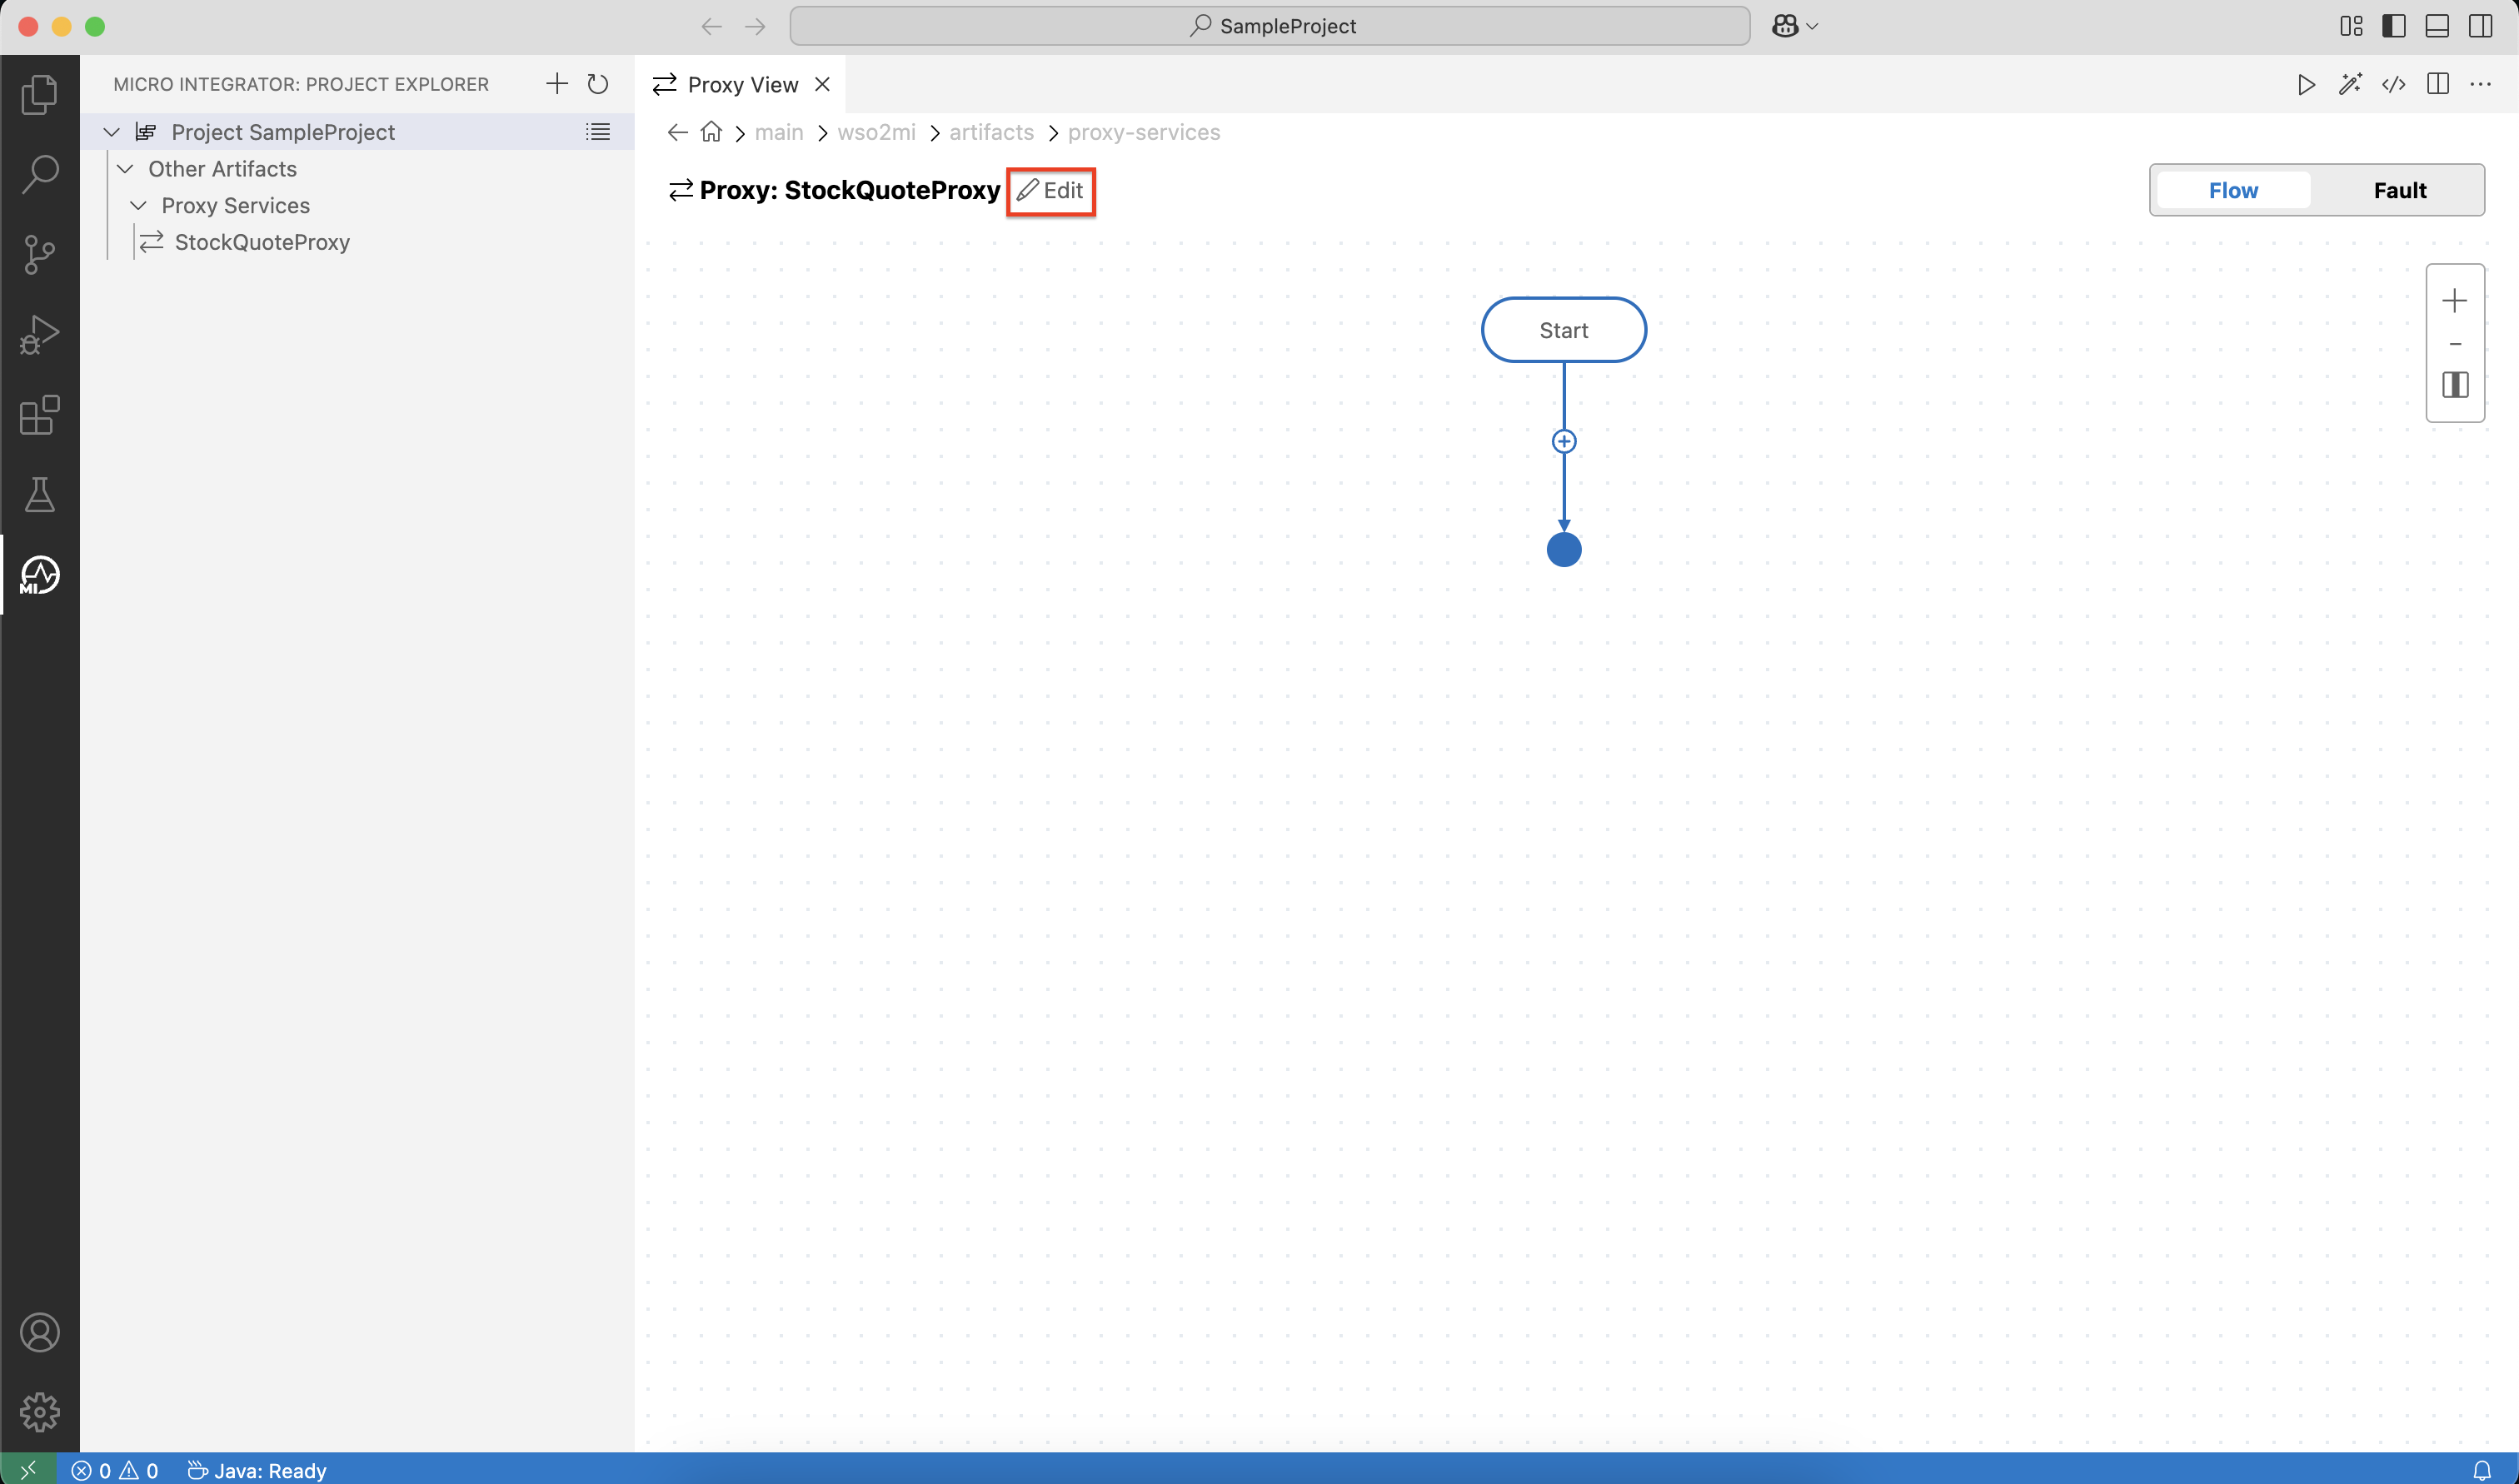 SampleProject
MICRO INTEGRATOR: PROJECT EXPLORER
Proxy View
Project SampleProject
Other Artifacts
Proxy Services
StockQuoteProxy
main wso2mi artifacts proxy-services
Proxy: StockQuoteProxy Edit
Flow Fault
Start
MI
0 0 Java: Ready